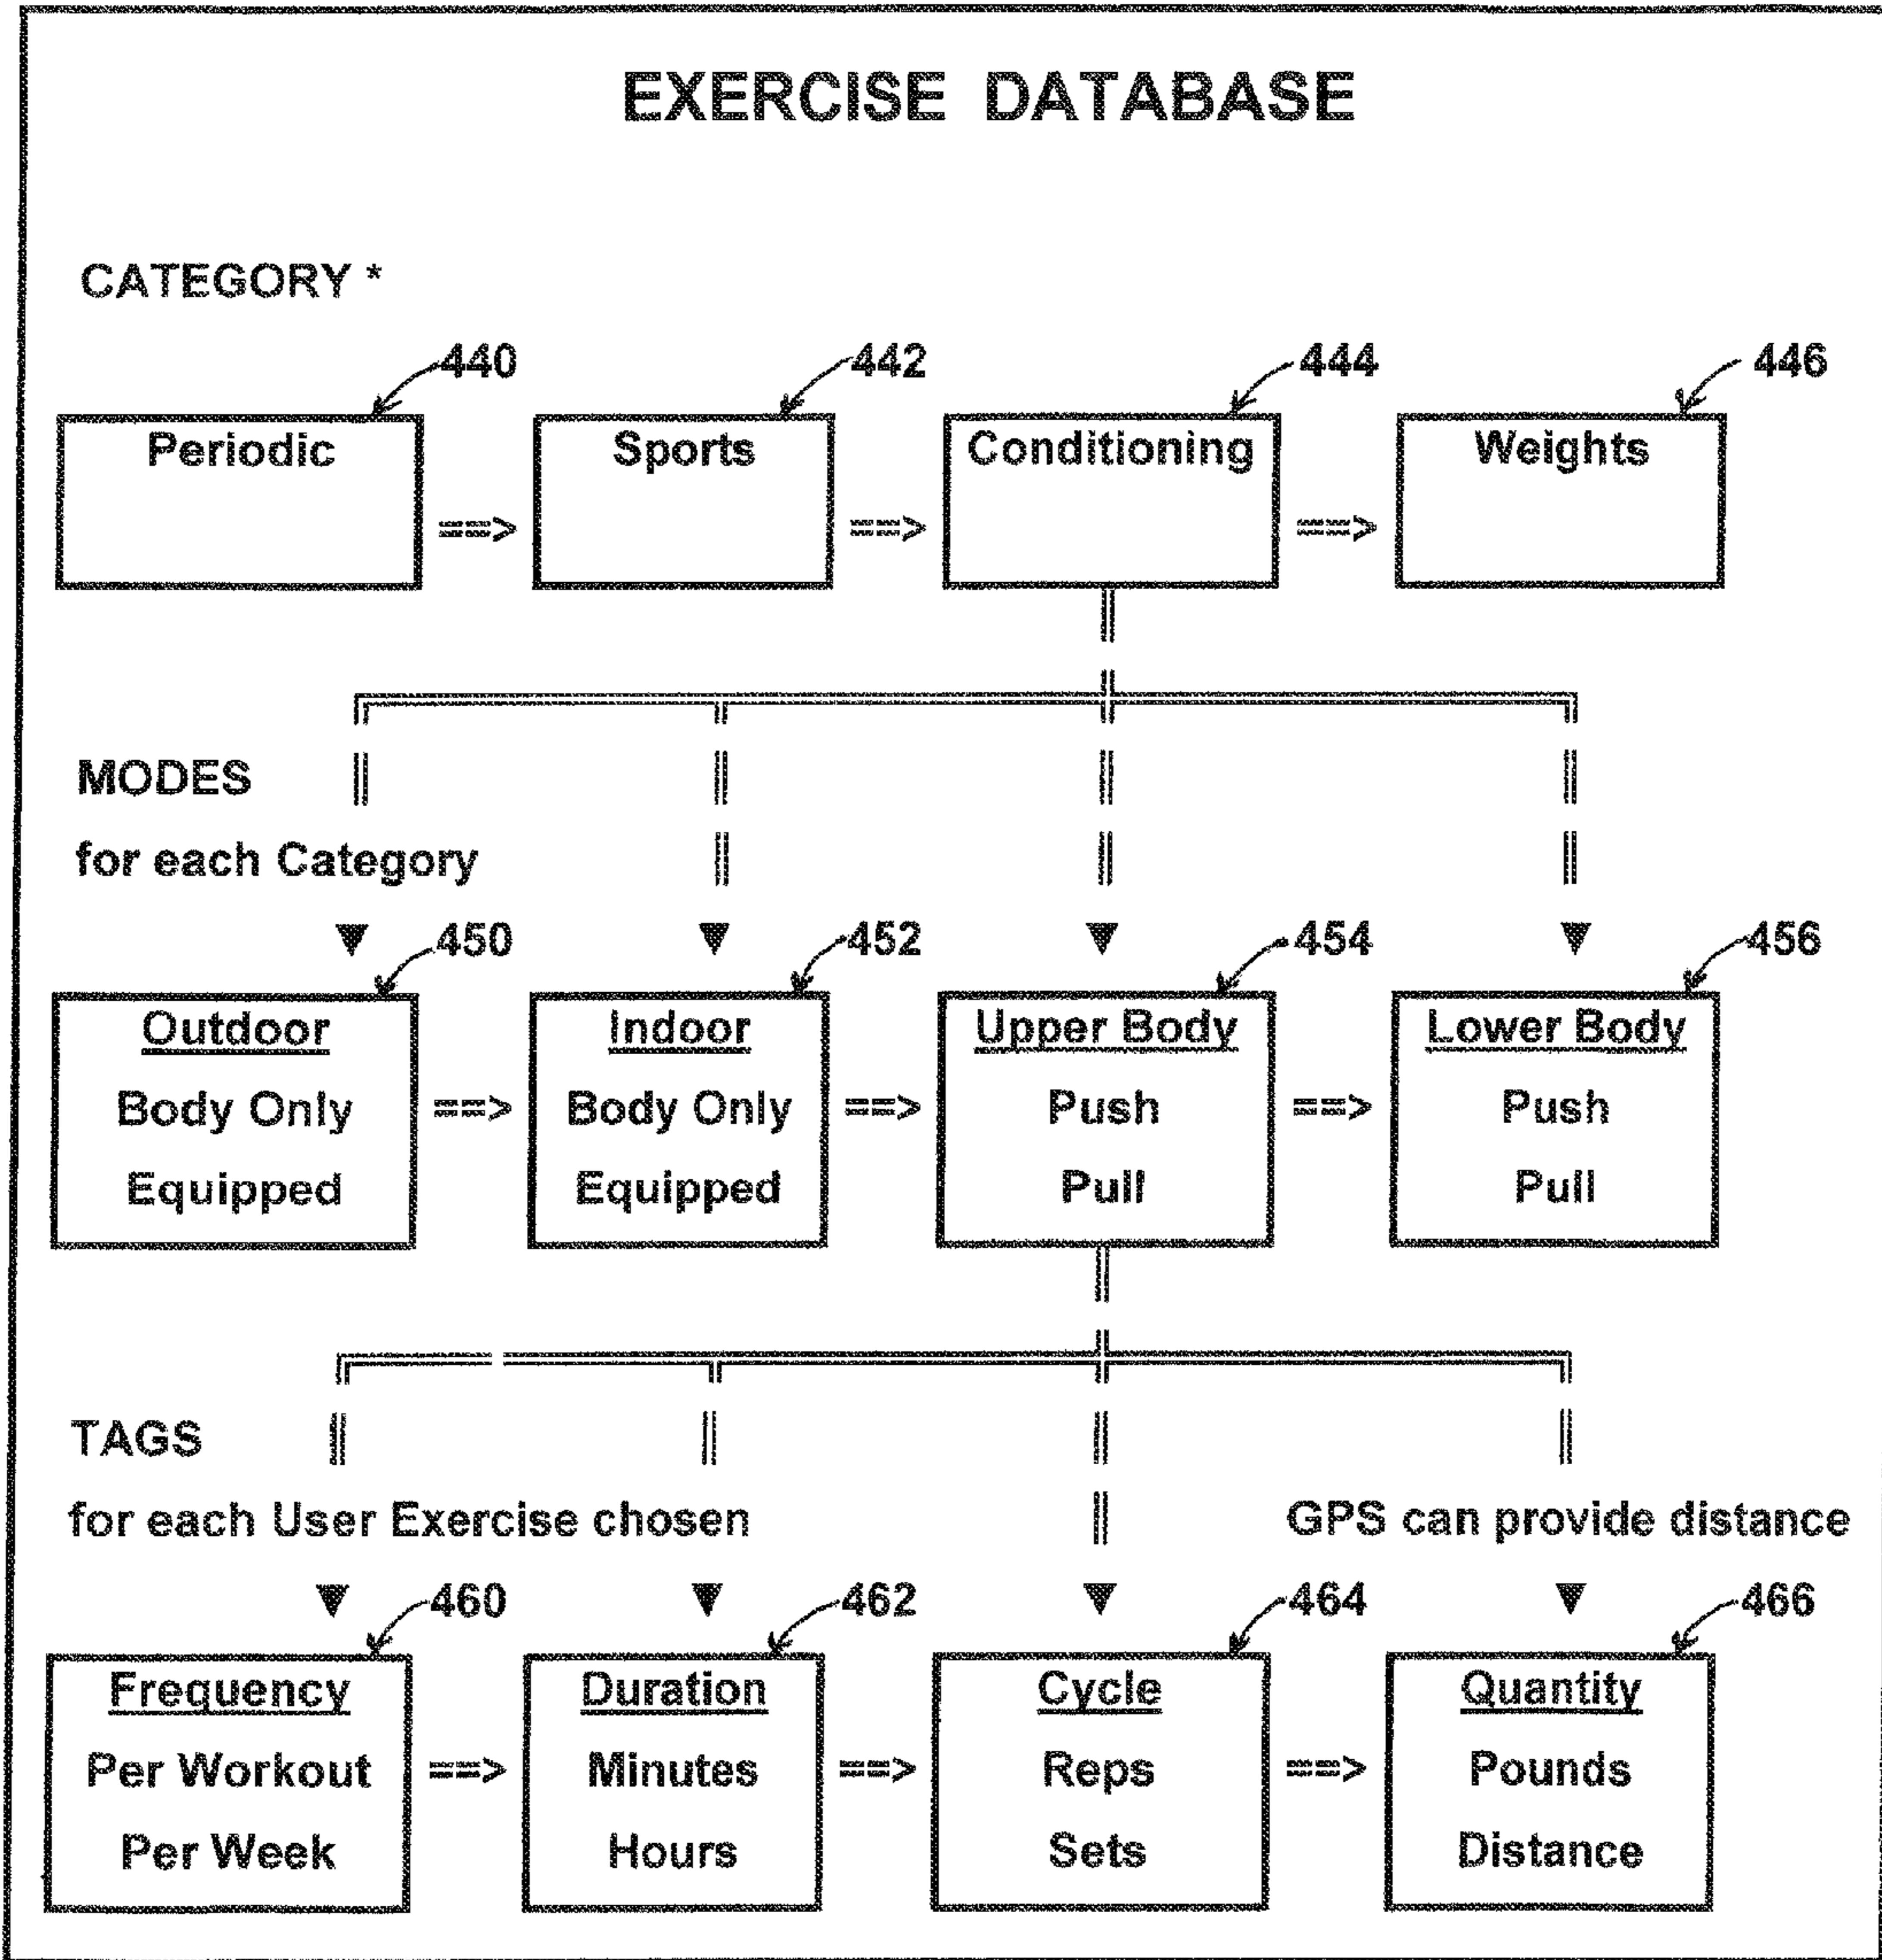 EXERCISE DATABASE
CATEGORY *
440 442 444 446
Periodic Sports Conditioning Weights
==> ==> ==>
MODES
for each Category
450 452 454 456
Outdoor Indoor Upper Body Lower Body
Body Only ==> Body Only ==> Push ==> Push
Equipped Equipped Pull Pull
TAGS
for each User Exercise chosen GPS can provide distance
460 462 464 466
Frequency Duration Cycle Quantity
Per Workout ==> Minutes ==> Reps ==> Pounds
Per Week Hours Sets Distance